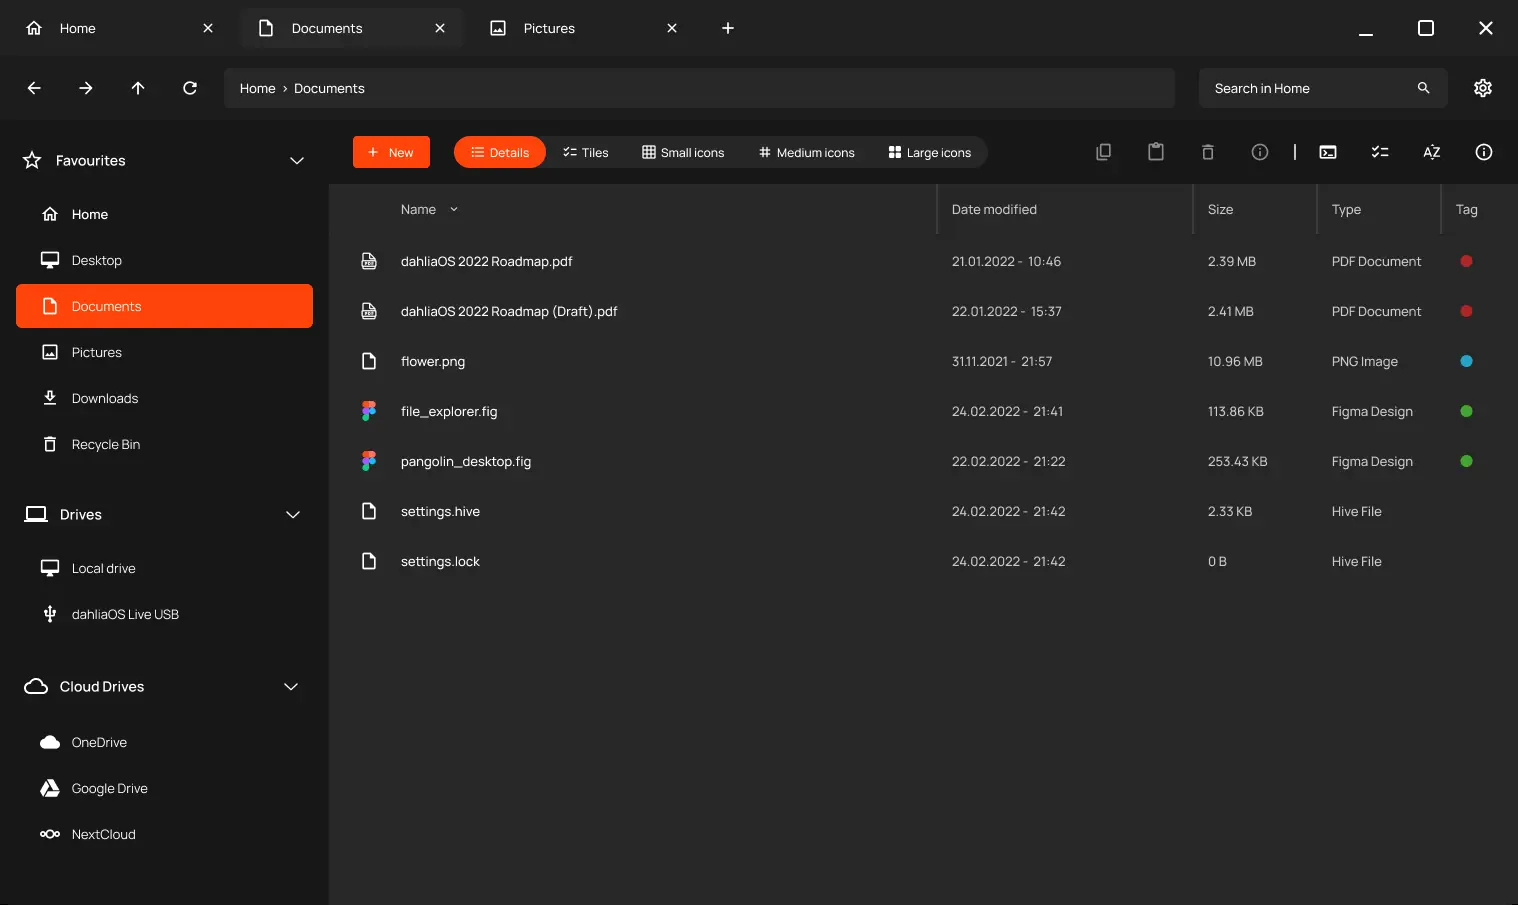 Home
Documents
Pictures
Home › Documents
Search in Home
Favourites
Home
Desktop
Documents
Pictures
Downloads
Recycle Bin
Drives
Local drive
dahliaOS Live USB
Cloud Drives
OneDrive
Google Drive
NextCloud
+ New
Details
Tiles
Small icons
Medium icons
Large icons
AZ
Name Date modified Size Type Tag
dahliaOS 2022 Roadmap.pdf 21.01.2022 - 10:46 2.39 MB PDF Document
dahliaOS 2022 Roadmap (Draft).pdf 22.01.2022 - 15:37 2.41 MB PDF Document
flower.png 31.11.2021 - 21:57 10.96 MB PNG Image
file_explorer.fig 24.02.2022 - 21:41 113.86 KB Figma Design
pangolin_desktop.fig 22.02.2022 - 21:22 253.43 KB Figma Design
settings.hive 24.02.2022 - 21:42 2.33 KB Hive File
settings.lock 24.02.2022 - 21:42 0 B Hive File